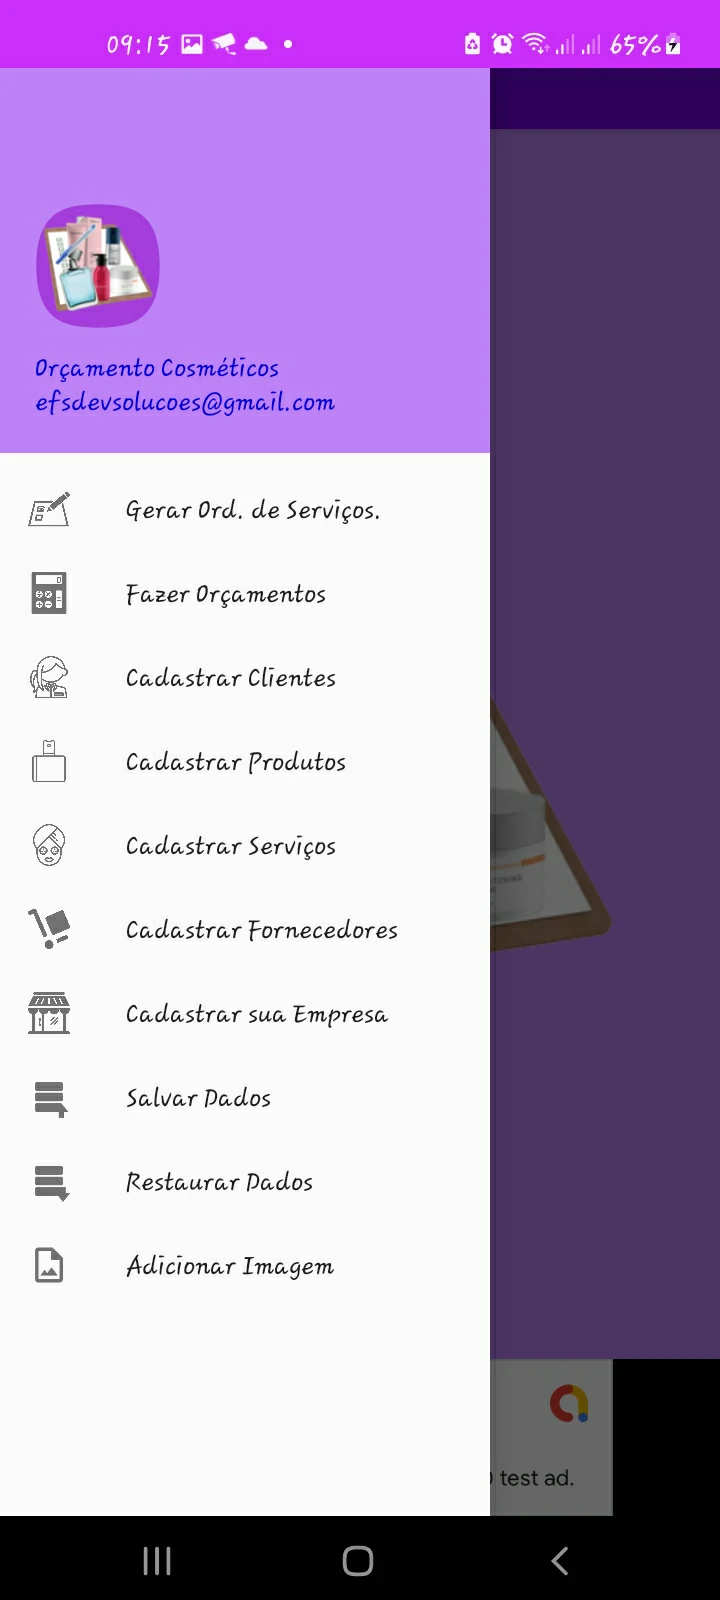 09:15
65%
Orçamento Cosméticos
efsdevsolucoes@gmail.com
Gerar Ord. de Serviços.
Fazer Orçamentos
Cadastrar Clientes
Cadastrar Produtos
Cadastrar Serviços
Cadastrar Fornecedores
Cadastrar sua Empresa
Salvar Dados
Restaurar Dados
Adicionar Imagem
test ad.